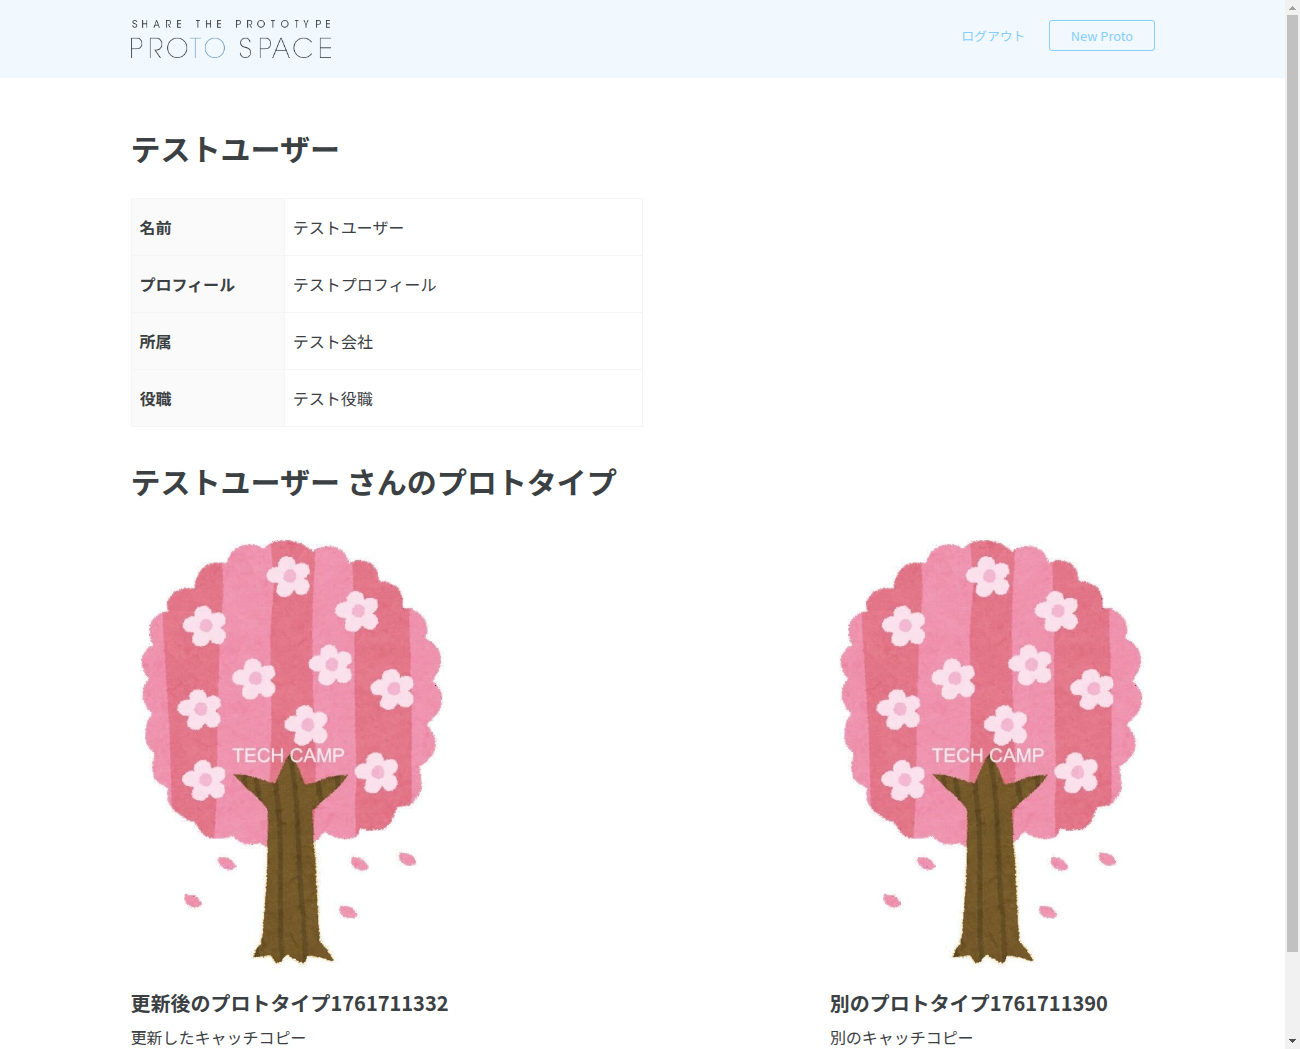 SHARE THE PROTOTYPE
PROTO SPACE
ログアウト
New Proto
テストユーザー
名前 テストユーザー
プロフィール テストプロフィール
所属 テスト会社
役職 テスト役職
テストユーザー さんのプロトタイプ
TECH CAMP
TECH CAMP
更新後のプロトタイプ1761711332
更新したキャッチコピー
別のプロトタイプ1761711390
別のキャッチコピー